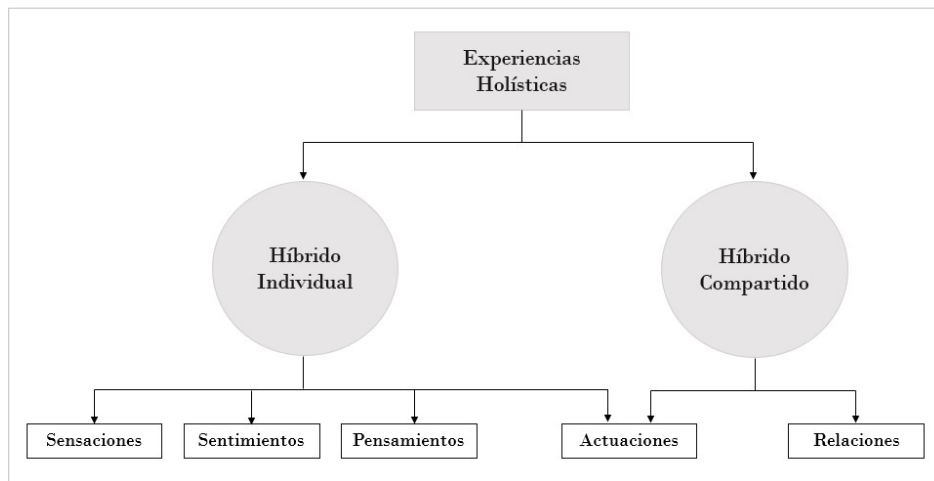 Experiencias
Holísticas
Híbrido
Individual
Híbrido
Compartido
Sensaciones
Sentimientos
Pensamientos
Actuaciones
Relaciones